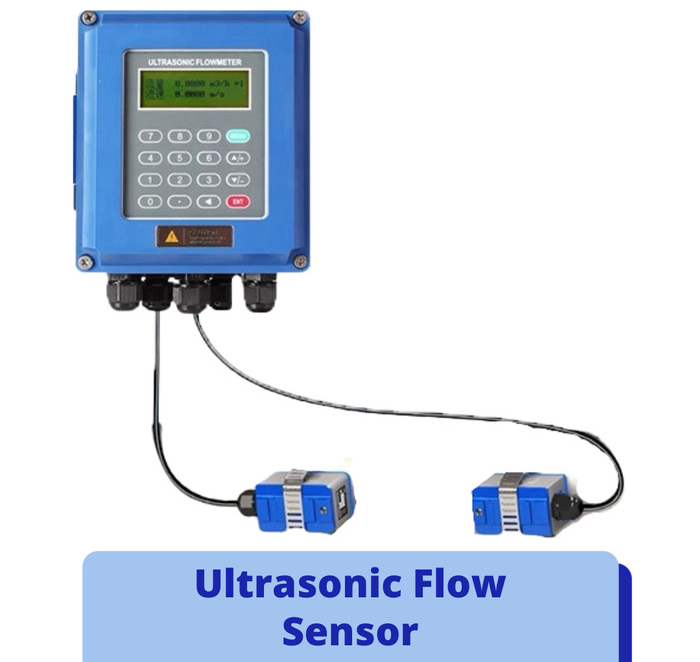 ULTRASONIC FLOWMETER
0.0000 m3/h
0.0000 m/s
7 8 9 MENU
4 5 6 ▲/+
1 2 3 ▼/-
0 . ◄ ENT
Ultrasonic Flow
Sensor